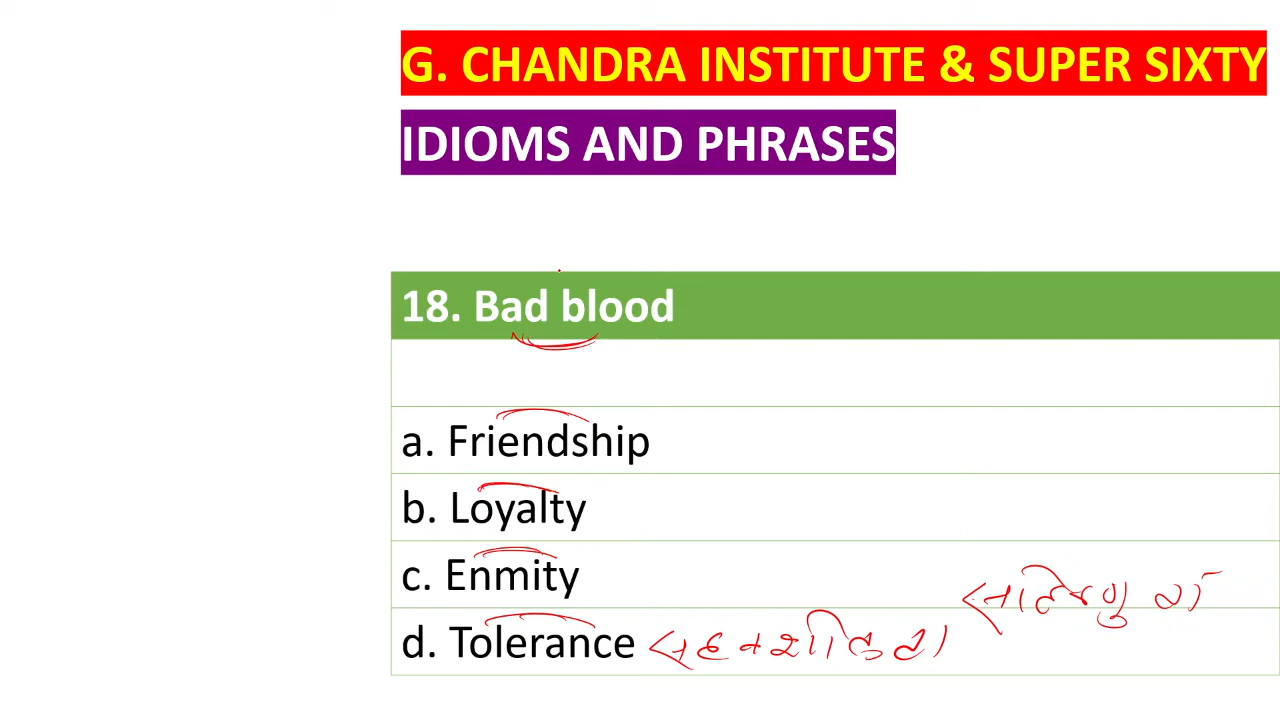 G. CHANDRA INSTITUTE & SUPER SIXTY
IDIOMS AND PHRASES
18. Bad blood
a. Friendship
b. Loyalty
c. Enmity
d. Tolerance सहनशीलता